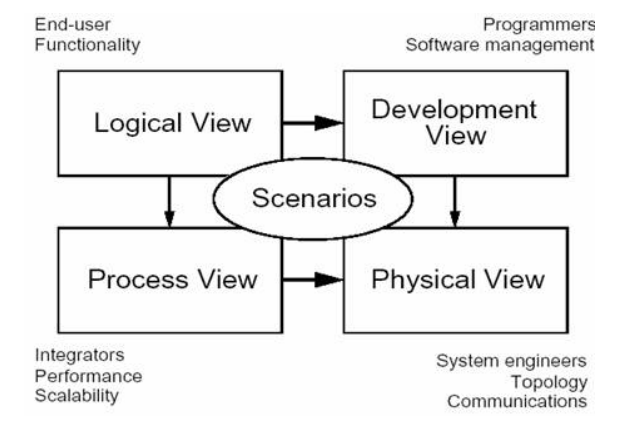 End-user
Functionality
Programmers
Software management
Logical View
Development
View
Scenarios
Process View
Physical View
Integrators
Performance
Scalability
System engineers
Topology
Communications